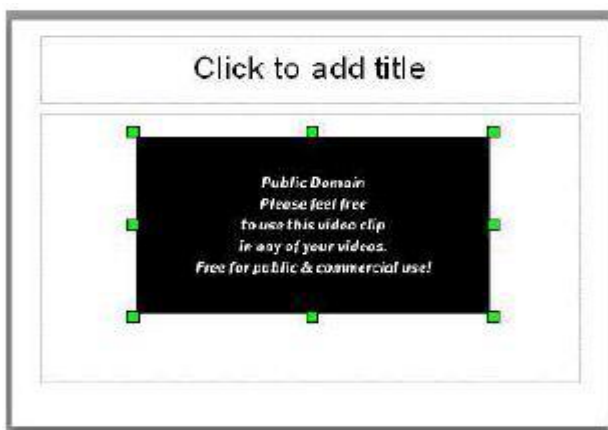 Click to add title
Public Domain
Please feel free
to use this video clip
in any of your videos.
Free for public & commercial use!